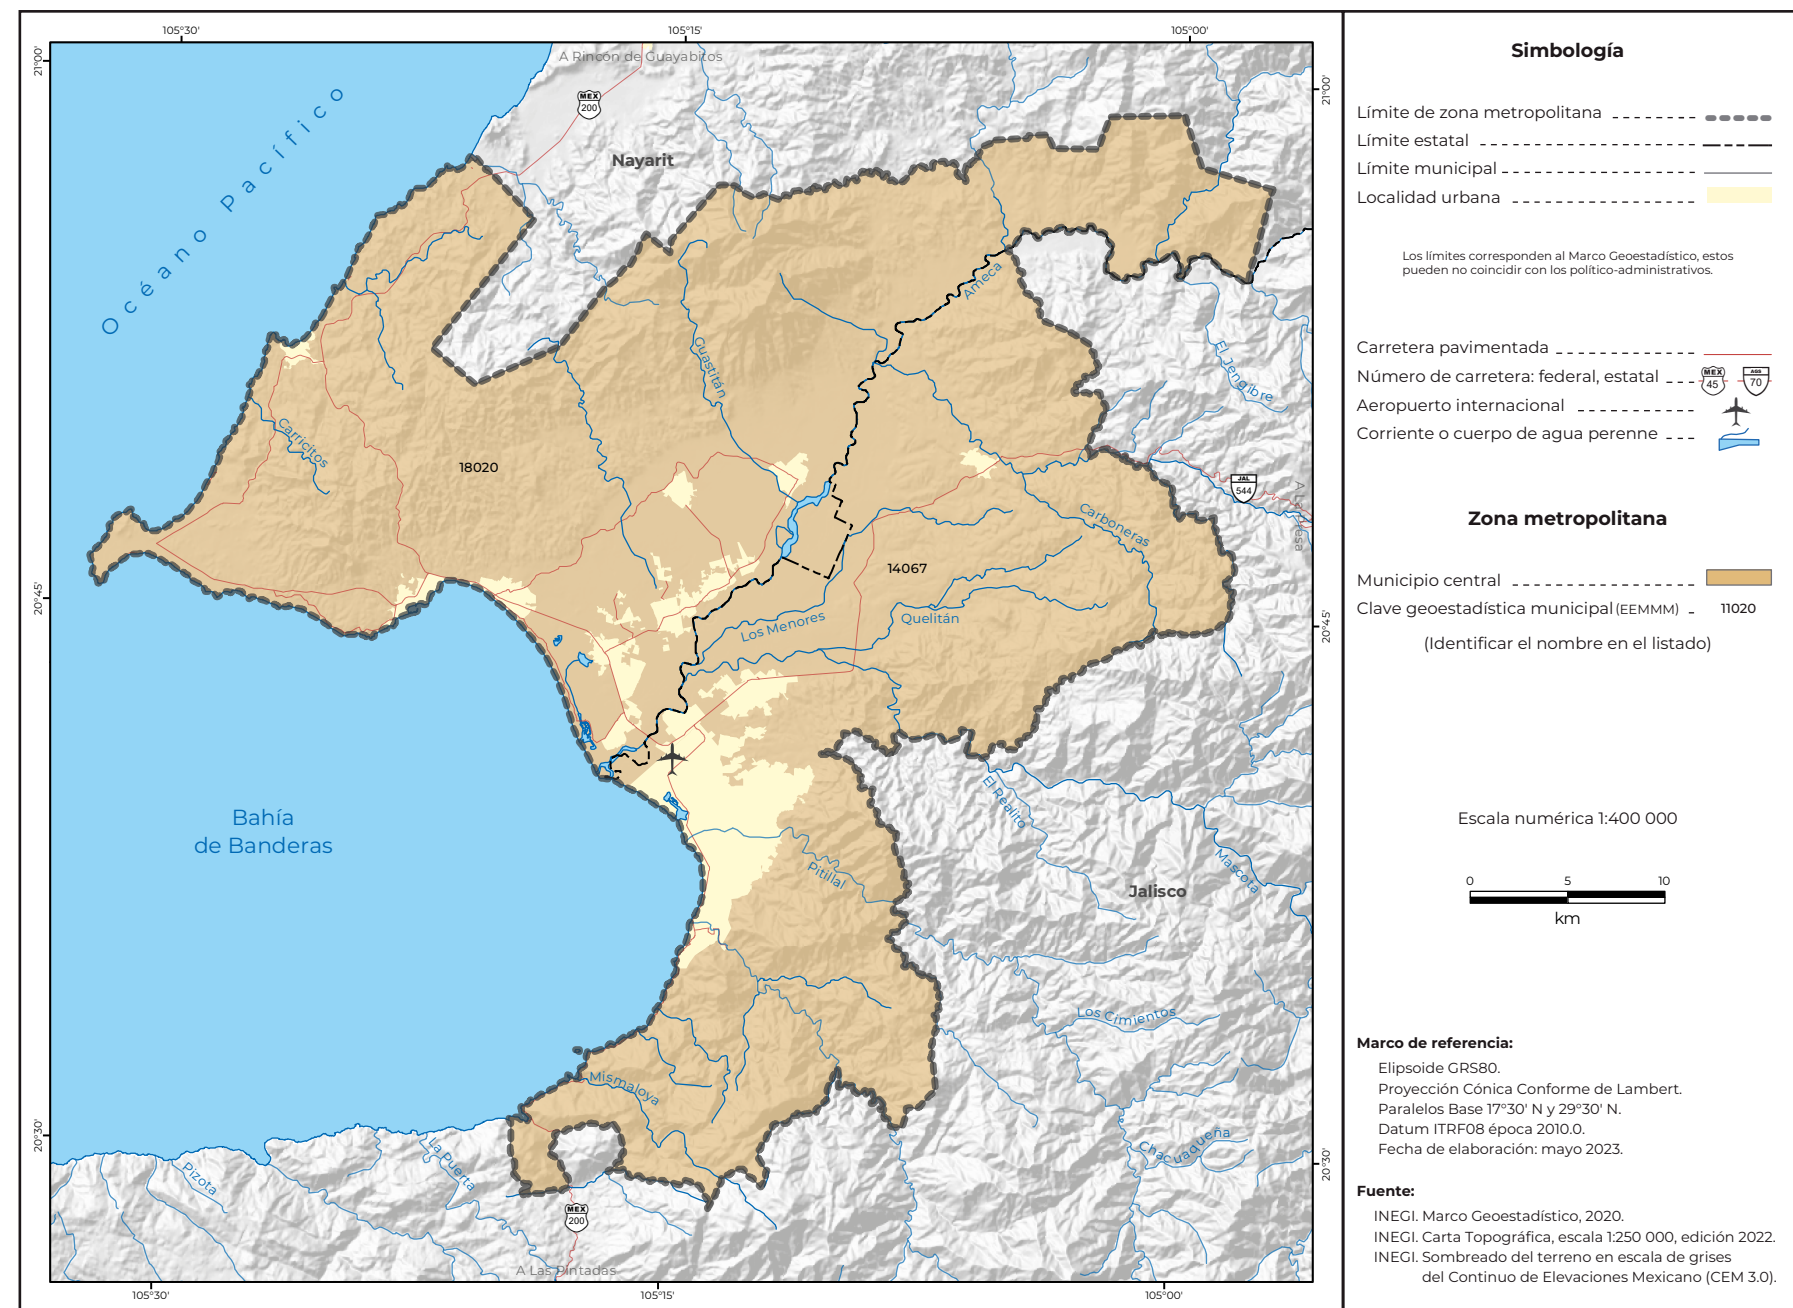 105°30'
105°15'
105°00'
21°00'
21°00'
20°45'
20°45'
20°30'
20°30'
105°30'
105°15'
105°00'
A Rincón de Guayabitos
MEX
200
Nayarit
Océano Pacífico
Ameca
Guastitán
El Jengibre
Carricitos
18020
JAL
544
A La Presa
Carboneras
14067
Los Menores
Quelitán
Bahía
de Banderas
El Realito
Mascota
Pitillal
Jalisco
Los Cimientos
Mismaloya
Chacuaqueña
La Puerta
Pizota
MEX
200
A Las Pintadas
Simbología
Límite de zona metropolitana
Límite estatal
Límite municipal
Localidad urbana
Los límites corresponden al Marco Geoestadístico, estos
pueden no coincidir con los político-administrativos.
Carretera pavimentada
Número de carretera: federal, estatal
MEX
45
AGS
70
Aeropuerto internacional
Corriente o cuerpo de agua perenne
Zona metropolitana
Municipio central
Clave geoestadística municipal (EEMMM) 11020
(Identificar el nombre en el listado)
Escala numérica 1:400 000
0 5 10
km
Marco de referencia:
Elipsoide GRS80.
Proyección Cónica Conforme de Lambert.
Paralelos Base 17°30' N y 29°30' N.
Datum ITRF08 época 2010.0.
Fecha de elaboración: mayo 2023.
Fuente:
INEGI. Marco Geoestadístico, 2020.
INEGI. Carta Topográfica, escala 1:250 000, edición 2022.
INEGI. Sombreado del terreno en escala de grises
del Continuo de Elevaciones Mexicano (CEM 3.0).